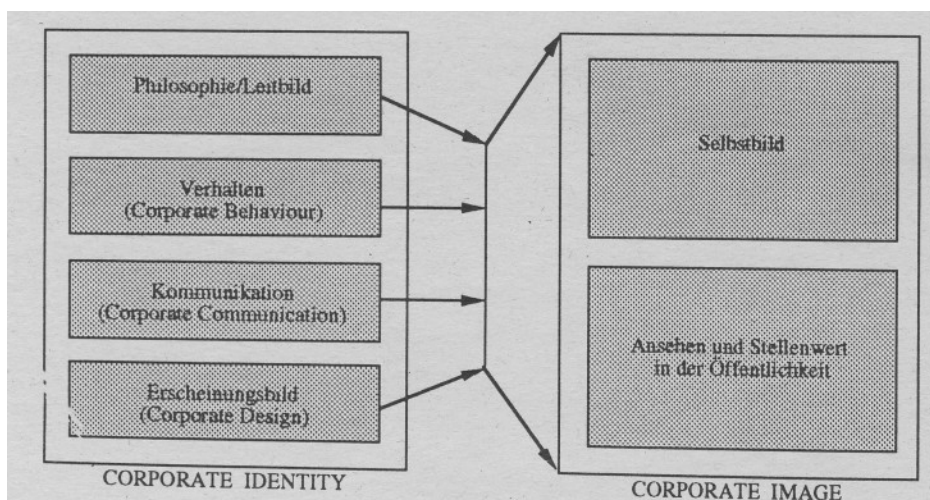 Philosophie/Leitbild
Verhalten
(Corporate Behaviour)
Kommunikation
(Corporate Communication)
Erscheinungsbild
(Corporate Design)
CORPORATE IDENTITY
Selbstbild
Ansehen und Stellenwert
in der Öffentlichkeit
CORPORATE IMAGE